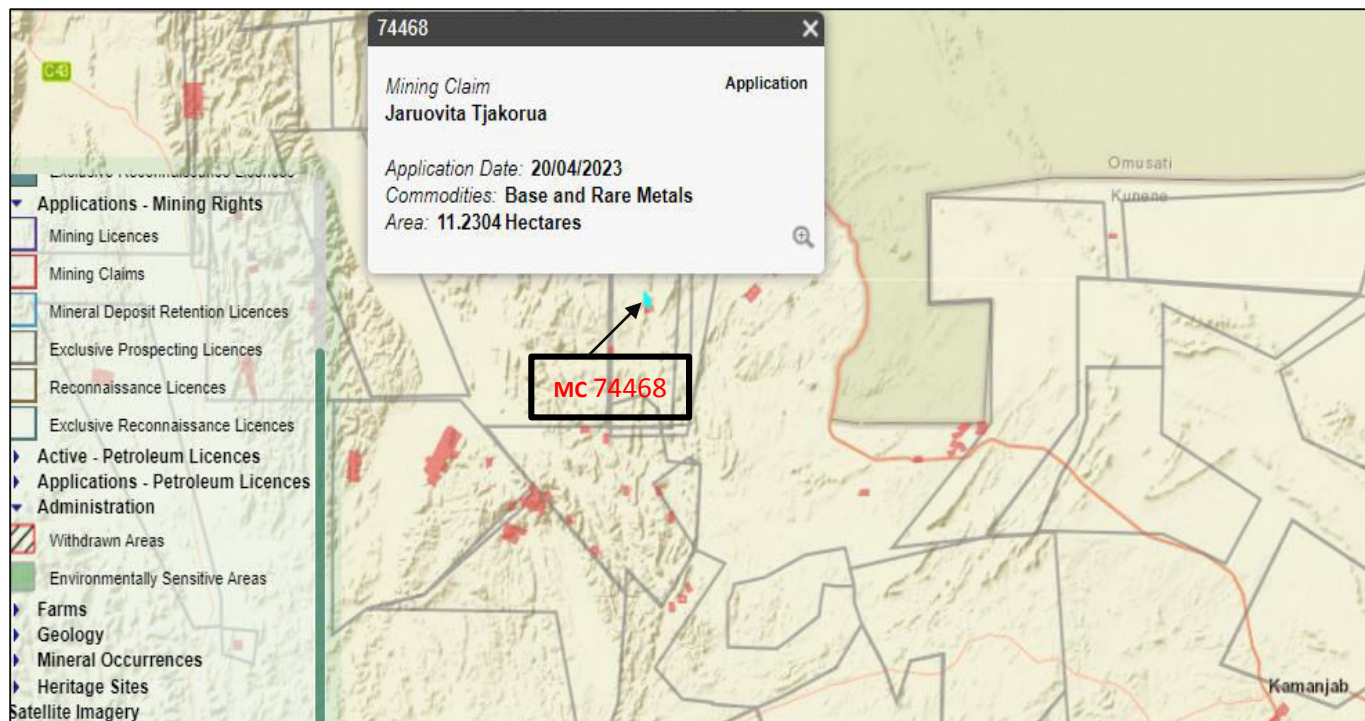 74468
Mining Claim
Application
Jaruovita Tjakorua
Application Date: 20/04/2023
Commodities: Base and Rare Metals
Area: 11.2304 Hectares
C43
Omusati
Kunene
Exclusive Reconnaissance Licences
Applications - Mining Rights
Mining Licences
Mining Claims
Mineral Deposit Retention Licences
Exclusive Prospecting Licences
Reconnaissance Licences
Exclusive Reconnaissance Licences
Active - Petroleum Licences
Applications - Petroleum Licences
Administration
Withdrawn Areas
Environmentally Sensitive Areas
Farms
Geology
Mineral Occurrences
Heritage Sites
Satellite Imagery
MC 74468
Kamanjab